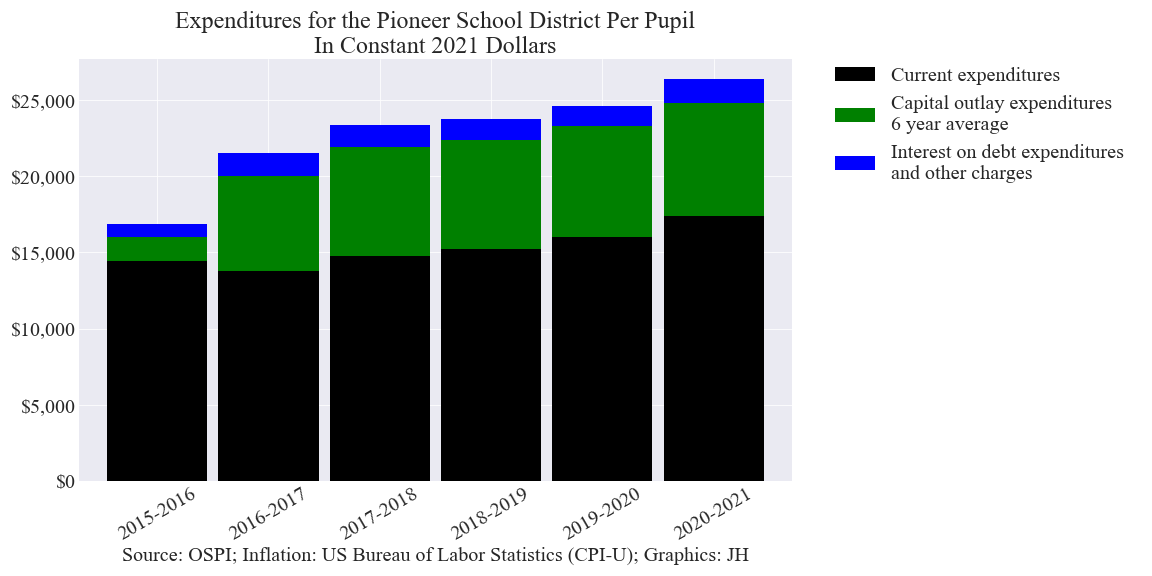 Expenditures for the Pioneer School District Per Pupil
In Constant 2021 Dollars
Current expenditures
Capital outlay expenditures
6 year average
Interest on debt expenditures
and other charges
$25,000
$20,000
$15,000
$10,000
$5,000
$0
2015-2016
2016-2017
2017-2018
2018-2019
2019-2020
2020-2021
Source: OSPI; Inflation: US Bureau of Labor Statistics (CPI-U); Graphics: JH